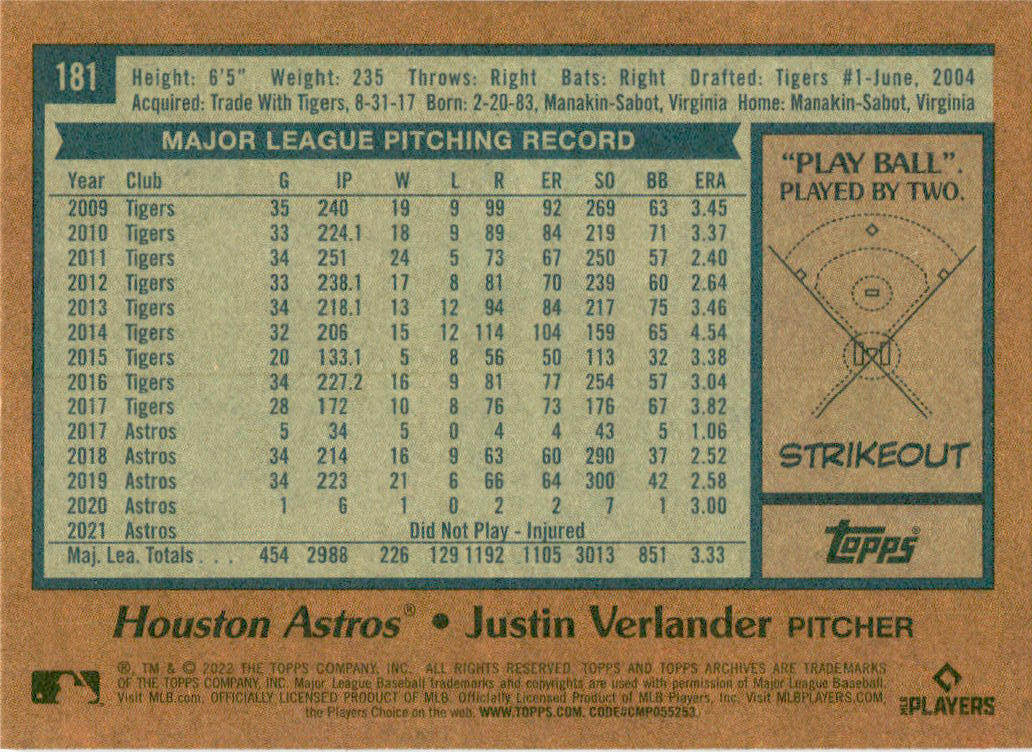 181
Height: 6'5" Weight: 235 Throws: Right Bats: Right Drafted: Tigers #1-June, 2004
Acquired: Trade With Tigers, 8-31-17 Born: 2-20-83, Manakin-Sabot, Virginia Home: Manakin-Sabot, Virginia
MAJOR LEAGUE PITCHING RECORD
Year Club G IP W L R ER SO BB ERA
2009 Tigers 35 240 19 9 99 92 269 63 3.45
2010 Tigers 33 224.1 18 9 89 84 219 71 3.37
2011 Tigers 34 251 24 5 73 67 250 57 2.40
2012 Tigers 33 238.1 17 8 81 70 239 60 2.64
2013 Tigers 34 218.1 13 12 94 84 217 75 3.46
2014 Tigers 32 206 15 12 114 104 159 65 4.54
2015 Tigers 20 133.1 5 8 56 50 113 32 3.38
2016 Tigers 34 227.2 16 9 81 77 254 57 3.04
2017 Tigers 28 172 10 8 76 73 176 67 3.82
2017 Astros 5 34 5 0 4 4 43 5 1.06
2018 Astros 34 214 16 9 63 60 290 37 2.52
2019 Astros 34 223 21 6 66 64 300 42 2.58
2020 Astros 1 6 1 0 2 2 7 1 3.00
2021 Astros Did Not Play - Injured
Maj. Lea. Totals . . . 454 2988 226 129 1192 1105 3013 851 3.33
"PLAY BALL".
PLAYED BY TWO.
STRIKEOUT
Topps®
Houston Astros® • Justin Verlander PITCHER
®, TM & © 2022 THE TOPPS COMPANY, INC. ALL RIGHTS RESERVED. TOPPS AND TOPPS ARCHIVES ARE TRADEMARKS
OF THE TOPPS COMPANY, INC. Major League Baseball trademarks and copyrights are used with permission of Major League Baseball.
Visit MLB.com. OFFICIALLY LICENSED PRODUCT OF MLB. Officially Licensed Product of MLB Players, Inc. Visit MLBPLAYERS.COM,
the Players Choice on the web. WWW.TOPPS.COM. CODE#CMP055253.
MLB PLAYERS